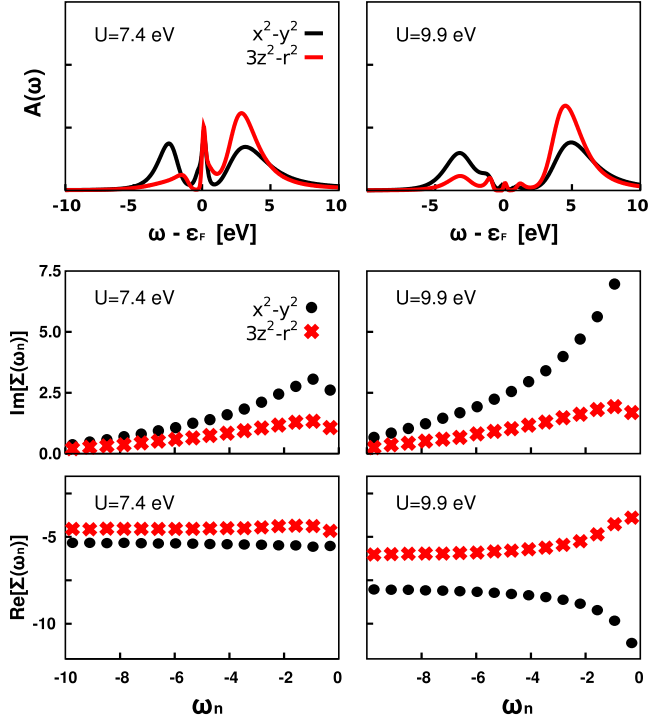 U=7.4 eV
x²-y²
3z²-r²
U=9.9 eV
A(ω)
-10 -5 0 5 10
-5 0 5 10
ω - εF [eV]
ω - εF [eV]
7.5
5.0
2.5
0.0
Im[Σ(ωn)]
U=7.4 eV
x²-y²
3z²-r²
U=9.9 eV
-5
-10
Re[Σ(ωn)]
U=7.4 eV
U=9.9 eV
-10 -8 -6 -4 -2 0
-8 -6 -4 -2 0
ωn
ωn